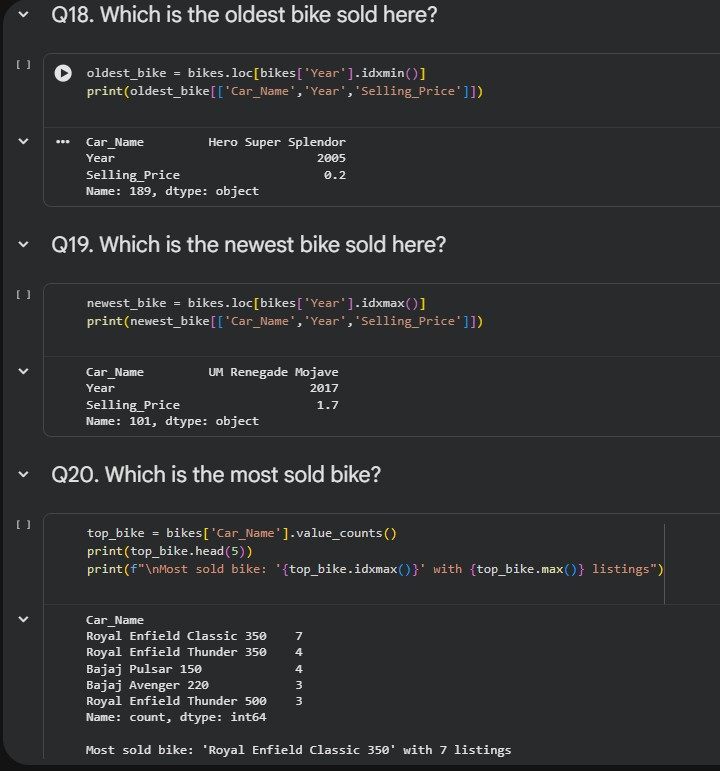 Q18. Which is the oldest bike sold here?
[ ]
oldest_bike = bikes.loc[bikes['Year'].idxmin()]
print(oldest_bike[['Car_Name','Year','Selling_Price']])
Car_Name        Hero Super Splendor
Year                           2005
Selling_Price                   0.2
Name: 189, dtype: object
Q19. Which is the newest bike sold here?
[ ]
newest_bike = bikes.loc[bikes['Year'].idxmax()]
print(newest_bike[['Car_Name','Year','Selling_Price']])
Car_Name        UM Renegade Mojave
Year                          2017
Selling_Price                  1.7
Name: 101, dtype: object
Q20. Which is the most sold bike?
[ ]
top_bike = bikes['Car_Name'].value_counts()
print(top_bike.head(5))
print(f"\nMost sold bike: '{top_bike.idxmax()}' with {top_bike.max()} listings")
Car_Name
Royal Enfield Classic 350    7
Royal Enfield Thunder 350    4
Bajaj Pulsar 150             4
Bajaj Avenger 220            3
Royal Enfield Thunder 500    3
Name: count, dtype: int64
Most sold bike: 'Royal Enfield Classic 350' with 7 listings